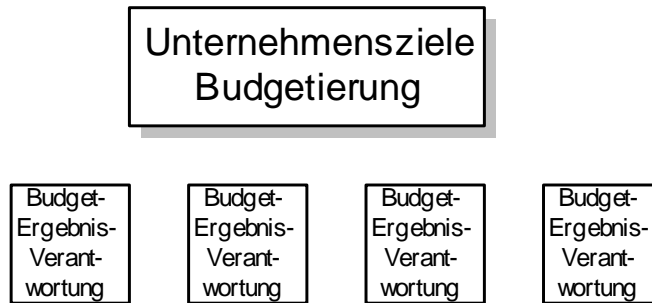 Unternehmensziele
Budgetierung
Budget-
Ergebnis-
Verant-
wortung
Budget-
Ergebnis-
Verant-
wortung
Budget-
Ergebnis-
Verant-
wortung
Budget-
Ergebnis-
Verant-
wortung